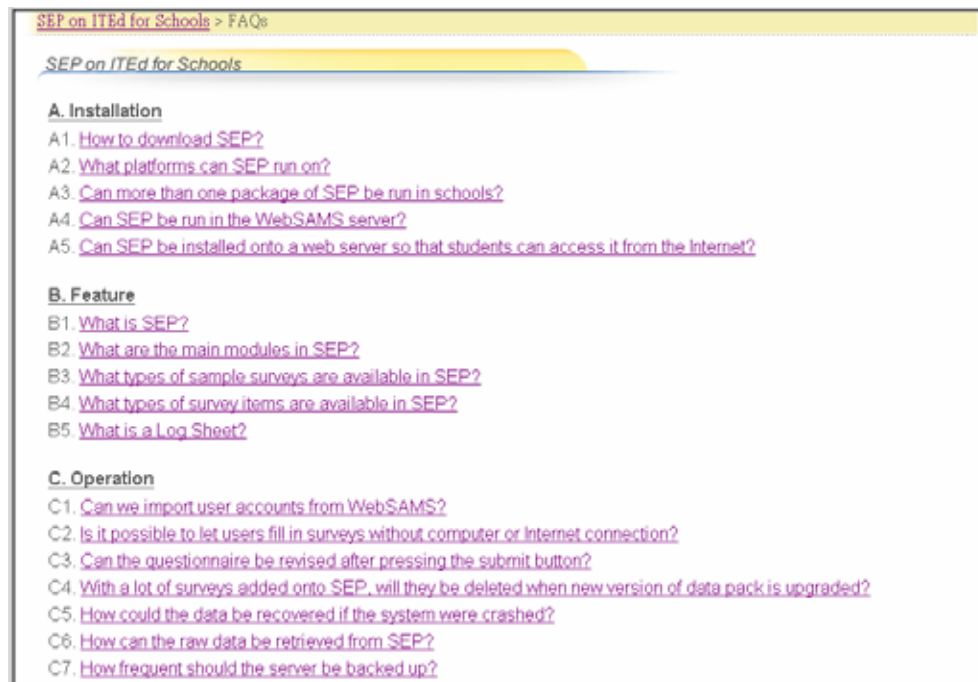 SEP on ITEd for Schools > FAQs
SEP on ITEd for Schools
A. Installation
A1. How to download SEP?
A2. What platforms can SEP run on?
A3. Can more than one package of SEP be run in schools?
A4. Can SEP be run in the WebSAMS server?
A5. Can SEP be installed onto a web server so that students can access it from the Internet?
B. Feature
B1. What is SEP?
B2. What are the main modules in SEP?
B3. What types of sample surveys are available in SEP?
B4. What types of survey items are available in SEP?
B5. What is a Log Sheet?
C. Operation
C1. Can we import user accounts from WebSAMS?
C2. Is it possible to let users fill in surveys without computer or Internet connection?
C3. Can the questionnaire be revised after pressing the submit button?
C4. With a lot of surveys added onto SEP, will they be deleted when new version of data pack is upgraded?
C5. How could the data be recovered if the system were crashed?
C6. How can the raw data be retrieved from SEP?
C7. How frequent should the server be backed up?